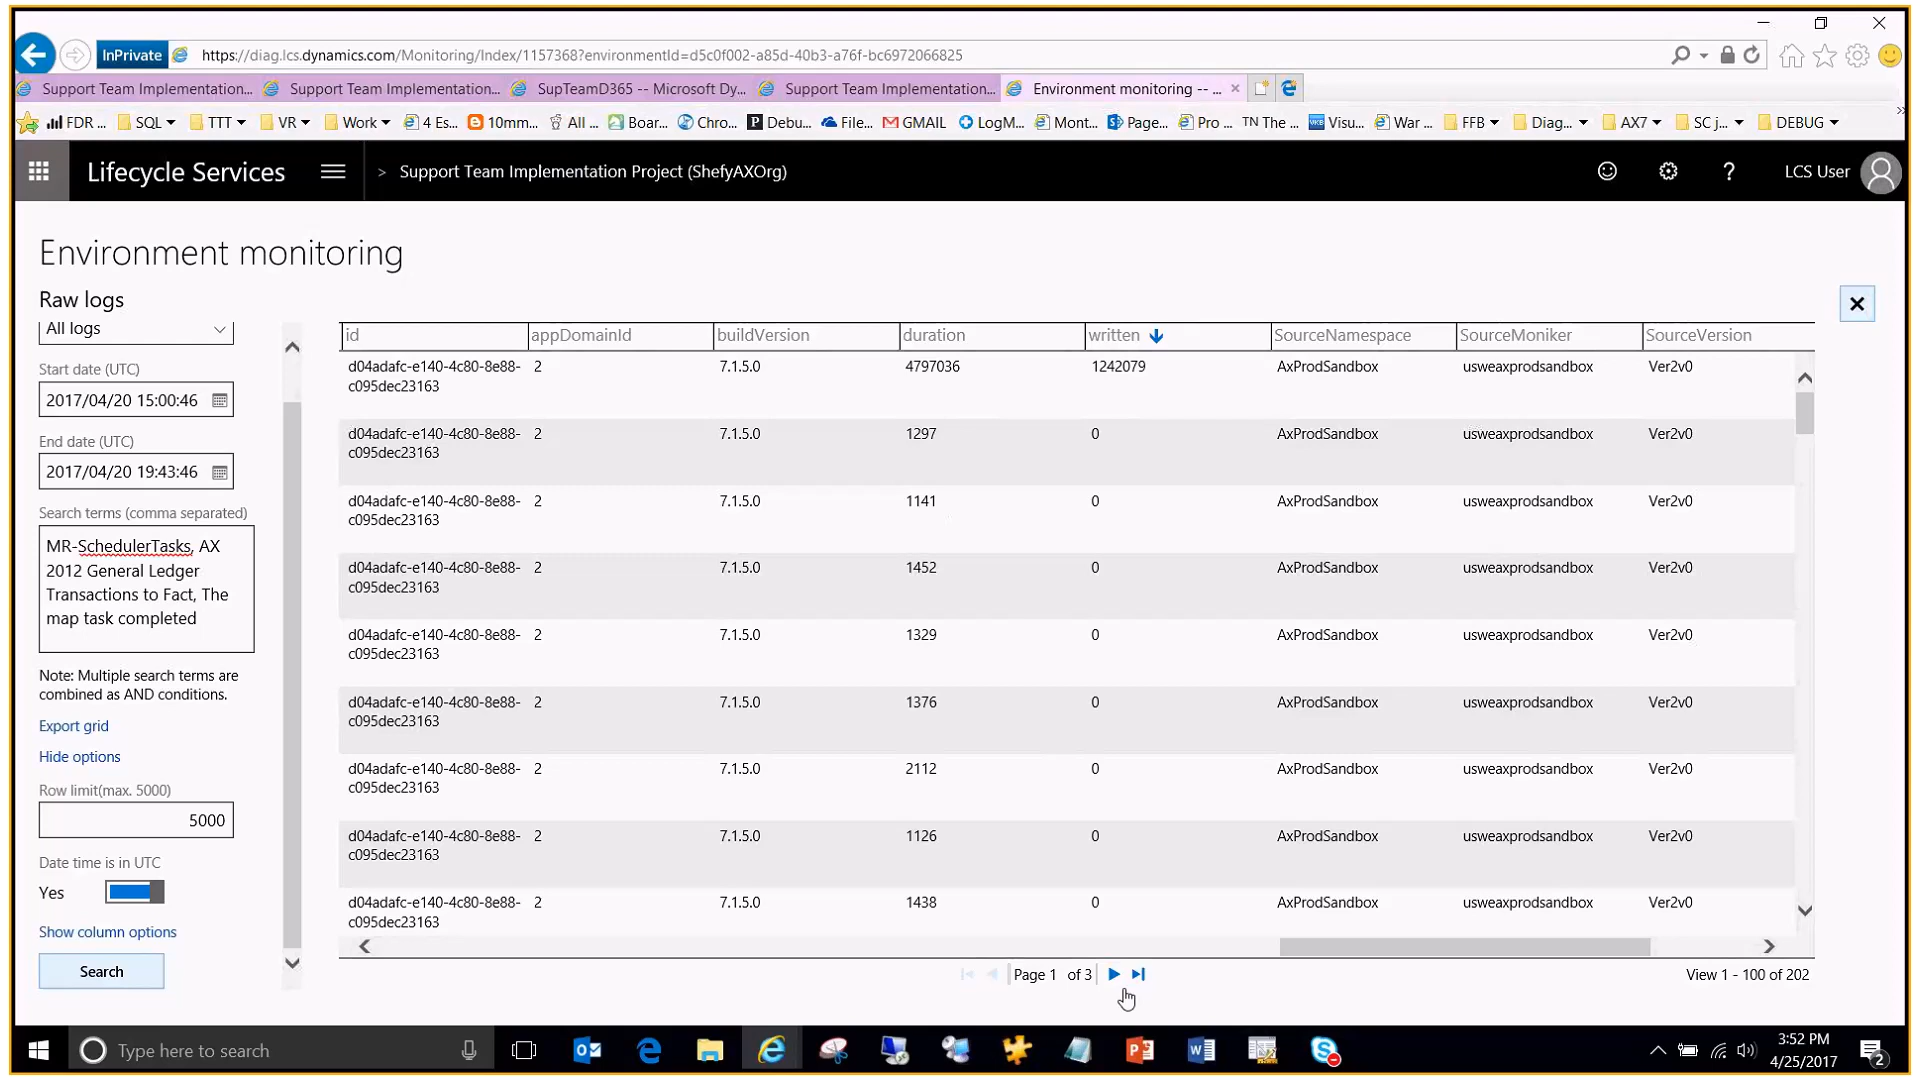 InPrivate https://diag.lcs.dynamics.com/Monitoring/Index/1157368?environmentId=d5c0f002-a85d-40b3-a76f-bc6972066825
Support Team Implementation... Support Team Implementation... SupTeamD365 -- Microsoft Dy... Support Team Implementation... Environment monitoring -- ...
FDR ... SQL TTT VR Work 4 Es... 10mm... All ... Boar... Chro... Debu... File... GMAIL LogM... Mont... Page... Pro ... TN The ... VKB Visu... War ... FFB Diag... AX7 SC j... DEBUG
Lifecycle Services > Support Team Implementation Project (ShefyAXOrg) ? LCS User
Environment monitoring
Raw logs
All logs
Start date (UTC)
2017/04/20 15:00:46
End date (UTC)
2017/04/20 19:43:46
Search terms (comma separated)
MR-SchedulerTasks, AX
2012 General Ledger
Transactions to Fact, The
map task completed
Note: Multiple search terms are
combined as AND conditions.
Export grid
Hide options
Row limit(max. 5000)
5000
Date time is in UTC
Yes
Show column options
Search
id appDomainId buildVersion duration written SourceNamespace SourceMoniker SourceVersion
d04adafc-e140-4c80-8e88- 2 7.1.5.0 4797036 1242079 AxProdSandbox usweaxprodsandbox Ver2v0
c095dec23163
d04adafc-e140-4c80-8e88- 2 7.1.5.0 1297 0 AxProdSandbox usweaxprodsandbox Ver2v0
c095dec23163
d04adafc-e140-4c80-8e88- 2 7.1.5.0 1141 0 AxProdSandbox usweaxprodsandbox Ver2v0
c095dec23163
d04adafc-e140-4c80-8e88- 2 7.1.5.0 1452 0 AxProdSandbox usweaxprodsandbox Ver2v0
c095dec23163
d04adafc-e140-4c80-8e88- 2 7.1.5.0 1329 0 AxProdSandbox usweaxprodsandbox Ver2v0
c095dec23163
d04adafc-e140-4c80-8e88- 2 7.1.5.0 1376 0 AxProdSandbox usweaxprodsandbox Ver2v0
c095dec23163
d04adafc-e140-4c80-8e88- 2 7.1.5.0 2112 0 AxProdSandbox usweaxprodsandbox Ver2v0
c095dec23163
d04adafc-e140-4c80-8e88- 2 7.1.5.0 1126 0 AxProdSandbox usweaxprodsandbox Ver2v0
c095dec23163
d04adafc-e140-4c80-8e88- 2 7.1.5.0 1438 0 AxProdSandbox usweaxprodsandbox Ver2v0
c095dec23163
Page 1 of 3 View 1 - 100 of 202
Type here to search
3:52 PM
4/25/2017
2